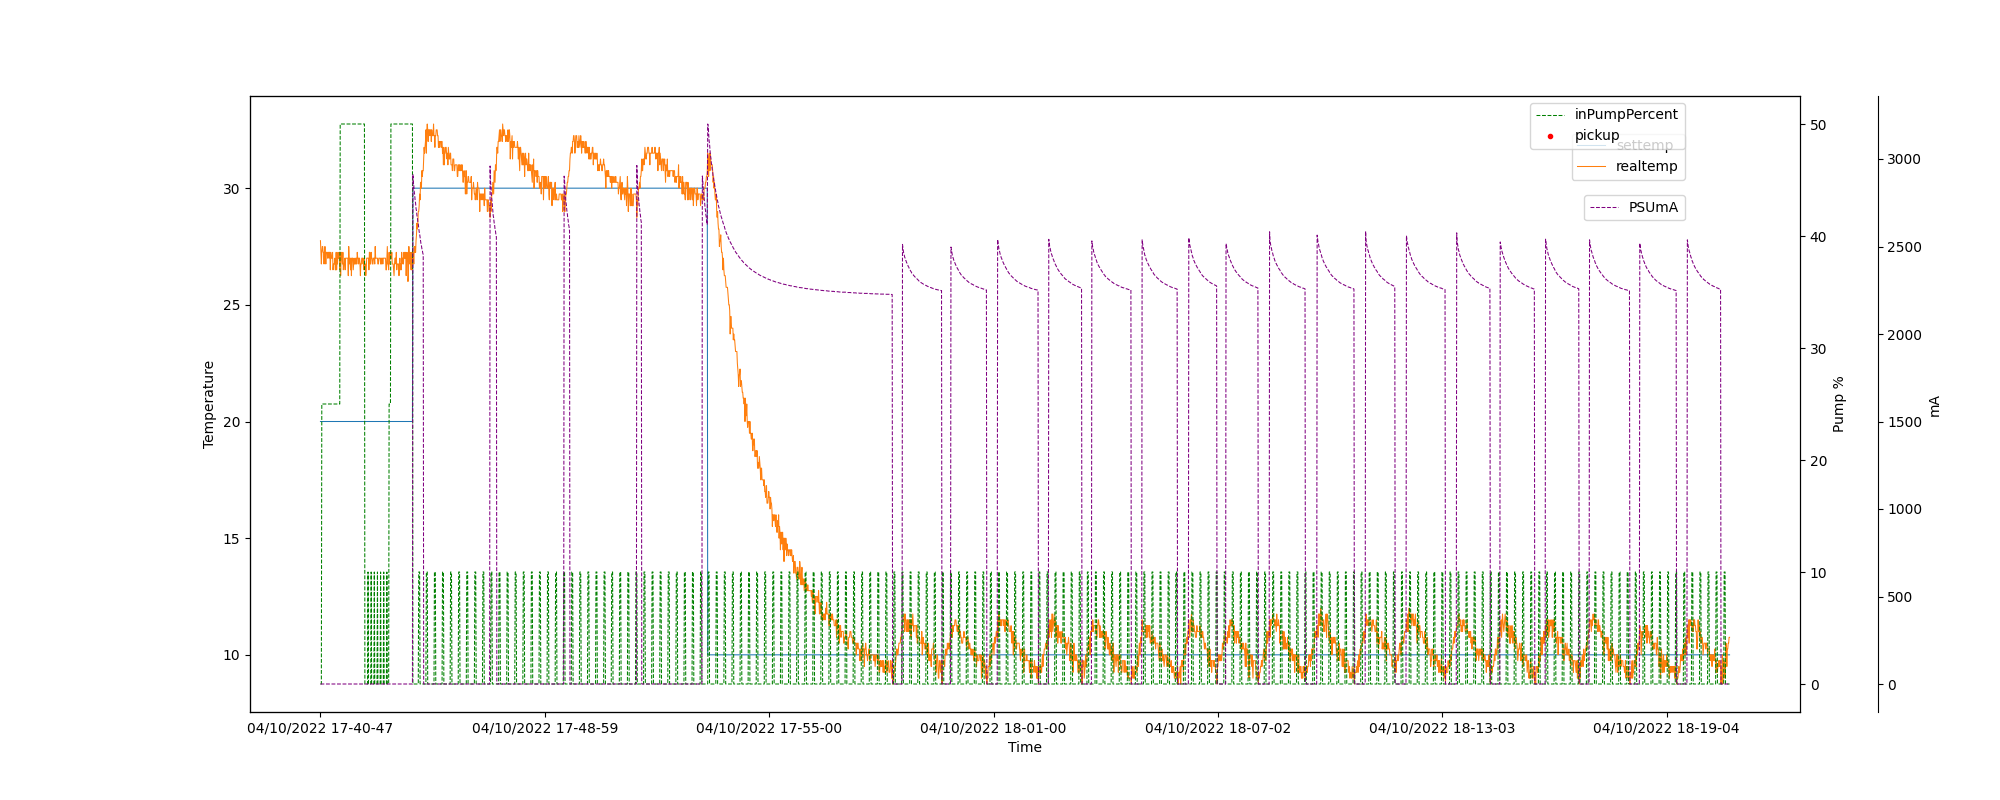 inPumpPercent
pickup
settemp
realtemp
PSUmA
30
25
20
15
10
Temperature
50
40
30
20
10
0
Pump %
3000
2500
2000
1500
1000
500
0
mA
04/10/2022 17-40-47
04/10/2022 17-48-59
04/10/2022 17-55-00
04/10/2022 18-01-00
04/10/2022 18-07-02
04/10/2022 18-13-03
04/10/2022 18-19-04
Time